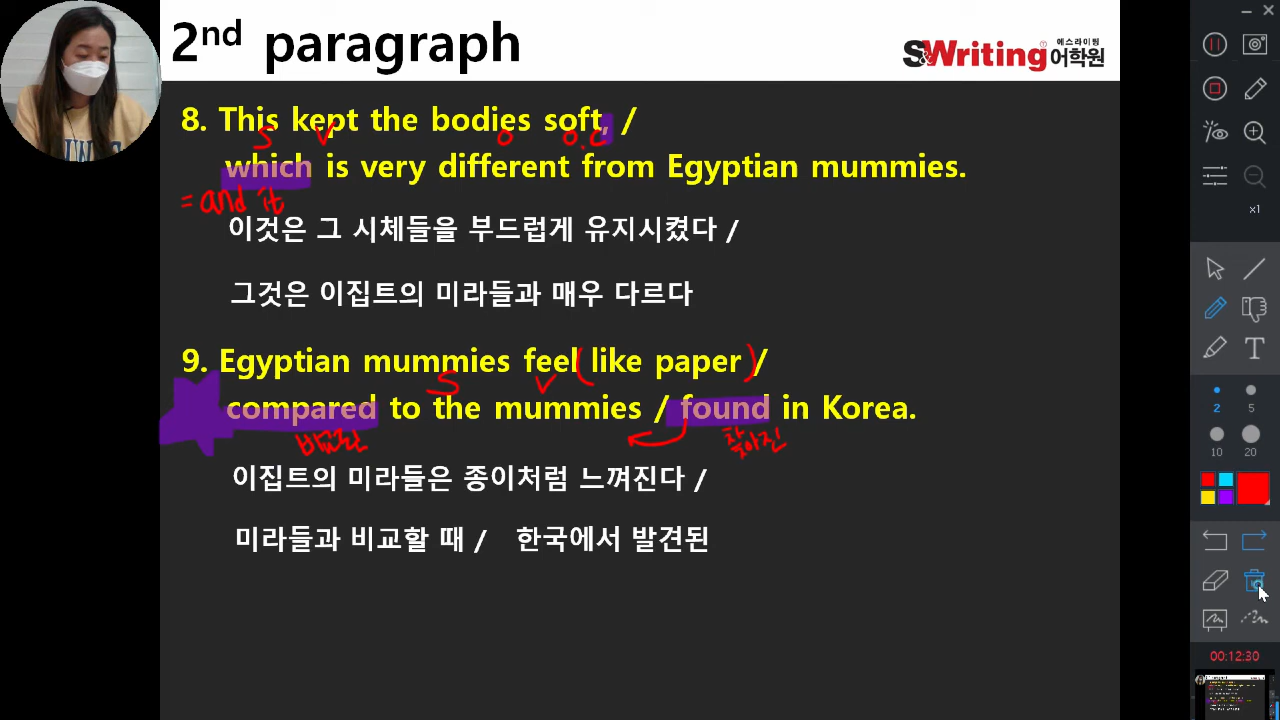 2nd paragraph
S&Writing 에스라이팅 어학원
8. This kept the bodies soft, /
S V O O.C
which is very different from Egyptian mummies.
= and it
이것은 그 시체들을 부드럽게 유지시켰다 /
그것은 이집트의 미라들과 매우 다르다
9. Egyptian mummies feel (like paper) /
S V
compared to the mummies / found in Korea.
비교된 찾아진
이집트의 미라들은 종이처럼 느껴진다 /
미라들과 비교할 때 / 한국에서 발견된
x1
T
2 5
10 20
00:12:30